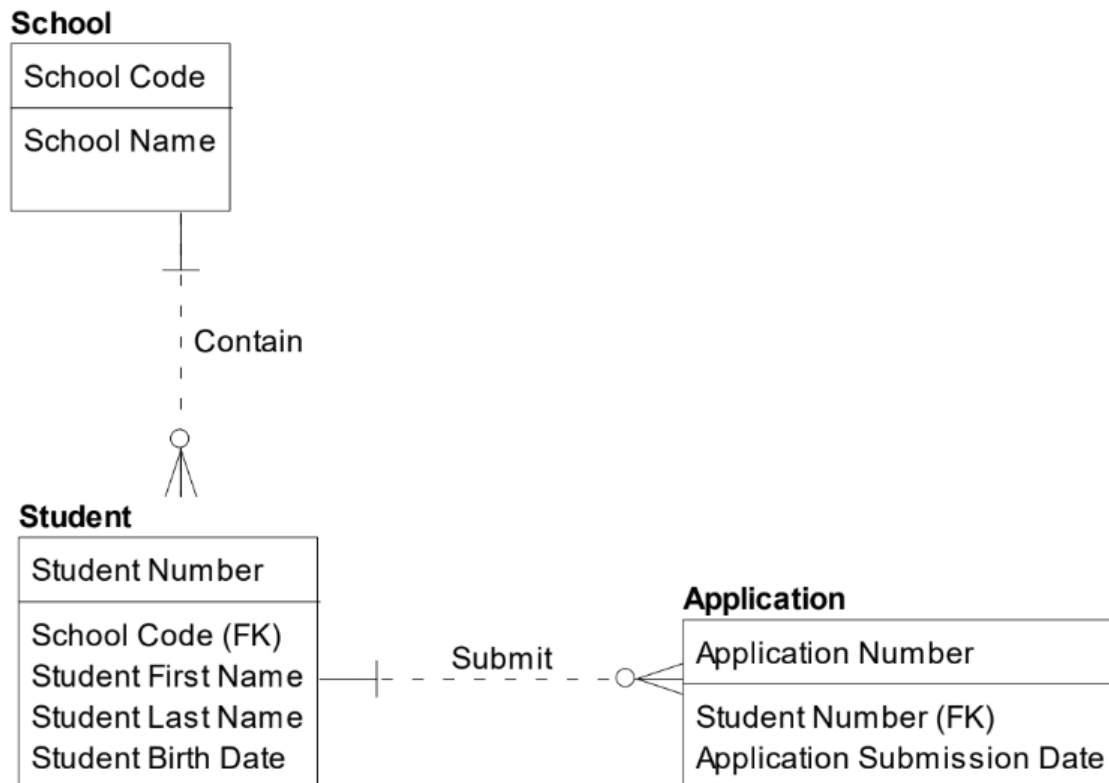 School
School Code
School Name
Contain
Student
Student Number
School Code (FK)
Student First Name
Student Last Name
Student Birth Date
Submit
Application
Application Number
Student Number (FK)
Application Submission Date